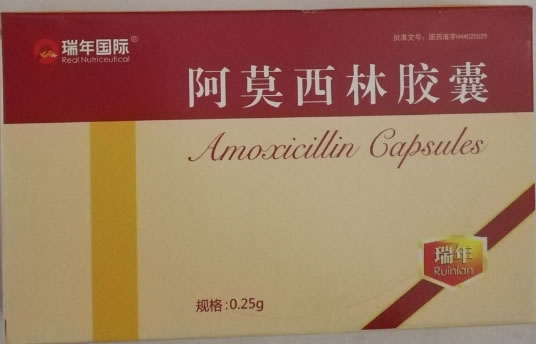 瑞年国际®
Real Nutriceutical
批准文号：国药准字H44025029
阿莫西林胶囊
Amoxicillin Capsules
瑞年
Ruinian
规格:0.25g